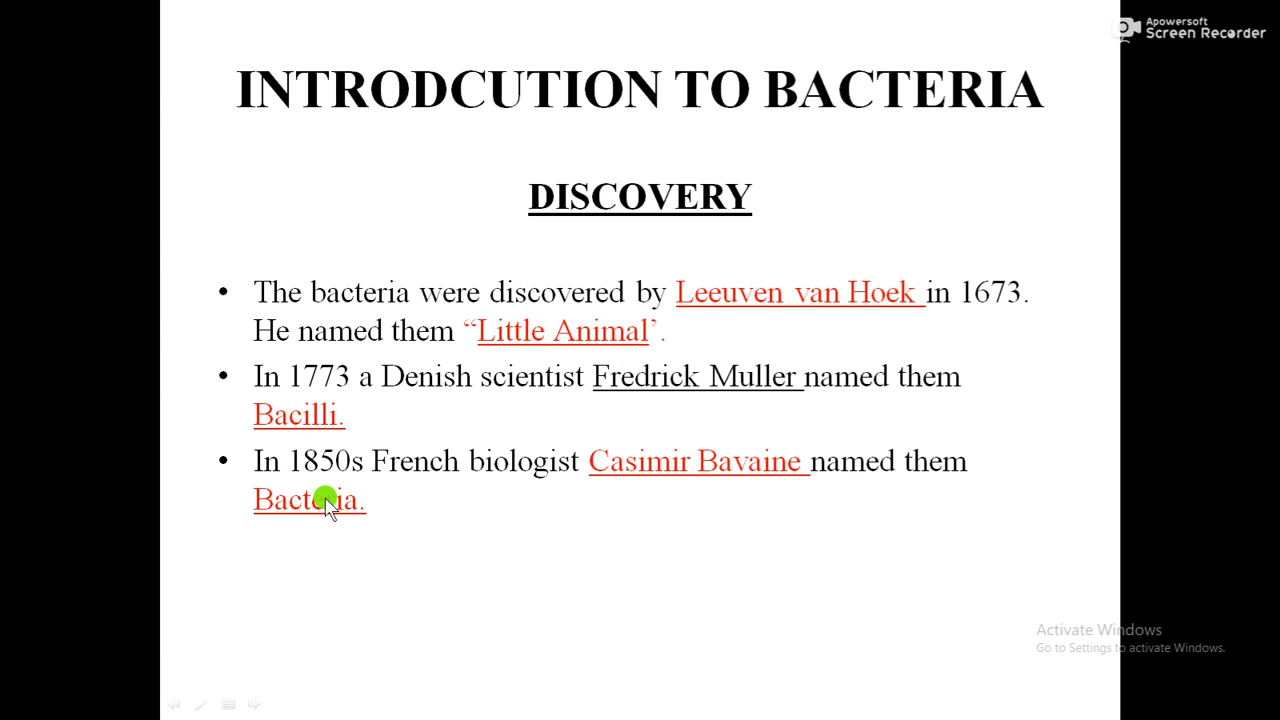 Apowersoft
Screen Recorder
INTRODCUTION TO BACTERIA
DISCOVERY
• The bacteria were discovered by Leeuven van Hoek in 1673.
He named them “Little Animal’.
• In 1773 a Denish scientist Fredrick Muller named them
Bacilli.
• In 1850s French biologist Casimir Bavaine named them
Bacteria.
Activate Windows
Go to Settings to activate Windows.